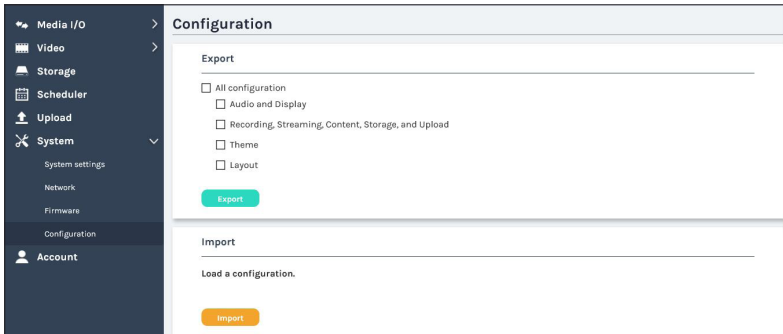 Media I/O
Video
Storage
Scheduler
Upload
System
System settings
Network
Firmware
Configuration
Account
Configuration
Export
All configuration
Audio and Display
Recording, Streaming, Content, Storage, and Upload
Theme
Layout
Export
Import
Load a configuration.
Import